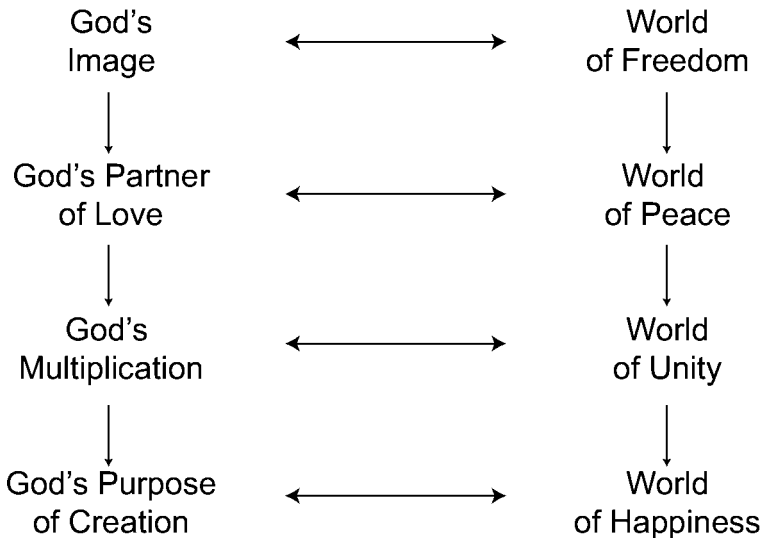 God’s
Image
World
of Freedom
God’s Partner
of Love
World
of Peace
God’s
Multiplication
World
of Unity
God’s Purpose
of Creation
World
of Happiness